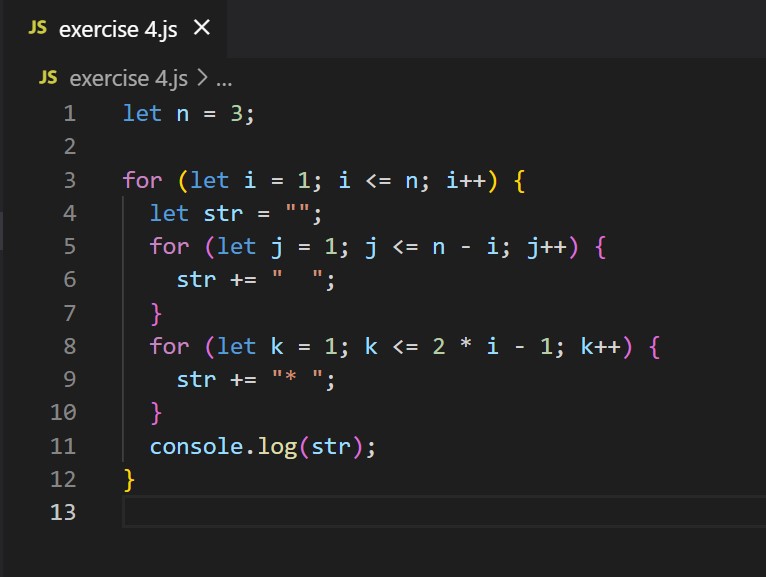 JS exercise 4.js ×
JS exercise 4.js > ...
1 let n = 3;
2
3 for (let i = 1; i <= n; i++) {
4   let str = "";
5   for (let j = 1; j <= n - i; j++) {
6     str += "  ";
7   }
8   for (let k = 1; k <= 2 * i - 1; k++) {
9     str += "* ";
10   }
11   console.log(str);
12 }
13